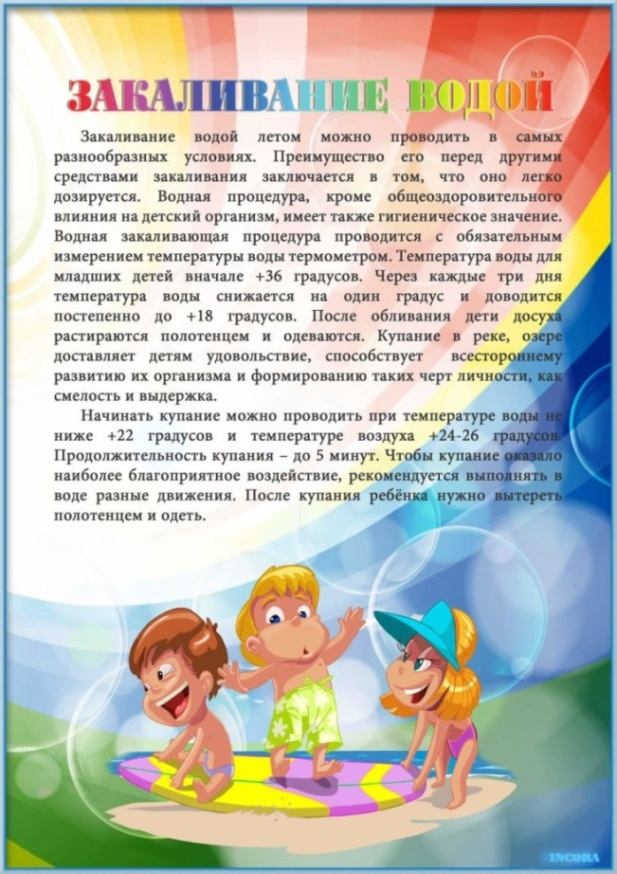 ЗАКАЛИВАНИЕ ВОДОЙ
Закаливание водой летом можно проводить в самых
разнообразных условиях. Преимущество его перед другими
средствами закаливания заключается в том, что оно легко
дозируется. Водная процедура, кроме общеоздоровительного
влияния на детский организм, имеет также гигиеническое значение.
Водная закаливающая процедура проводится с обязательным
измерением температуры воды термометром. Температура воды для
младших детей вначале +36 градусов. Через каждые три дня
температура воды снижается на один градус и доводится
постепенно до +18 градусов. После обливания дети досуха
растираются полотенцем и одеваются. Купание в реке, озере
доставляет детям удовольствие, способствует всестороннему
развитию их организма и формированию таких черт личности, как
смелость и выдержка.
Начинать купание можно проводить при температуре воды не
ниже +22 градусов и температуре воздуха +24-26 градусов.
Продолжительность купания – до 5 минут. Чтобы купание оказало
наиболее благоприятное воздействие, рекомендуется выполнять в
воде разные движения. После купания ребёнка нужно вытереть
полотенцем и одеть.
INCORA